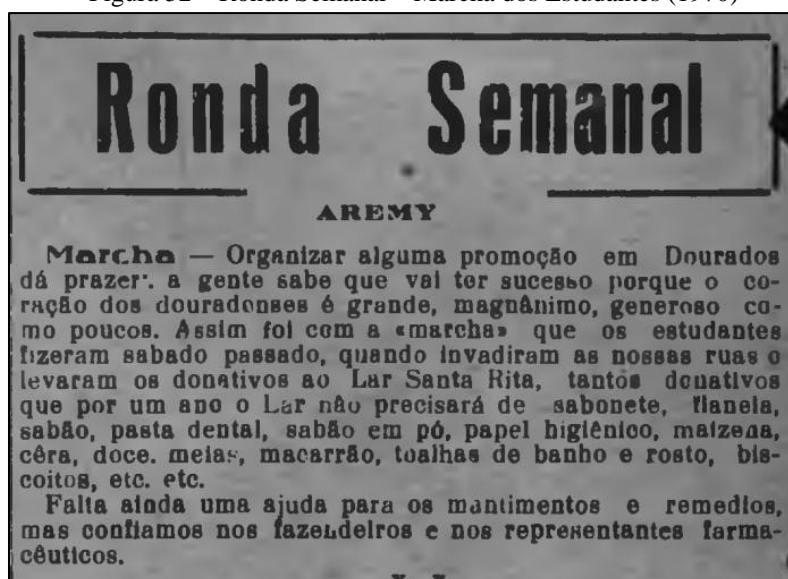 Figura 52 – Ronda Semanal – Marcha dos Estudantes (1970)
Ronda Semanal
AREMY
Marcha — Organizar alguma promoção em Dourados
dá prazer. a gente sabe que vai ter sucesso porque o co-
ração dos douradenses é grande, magnânimo, generoso co-
mo poucos. Assim foi com a «marcha» que os estudantes
fizeram sabado passado, quando invadiram as nossas ruas e
levaram os donativos ao Lar Santa Rita, tantos donativos
que por um ano o Lar não precisará de sabonete, flanela,
sabão, pasta dental, sabão em pó, papel higiênico, maizena,
cêra, doce. meias, macarrão, toalhas de banho e rosto, bis-
coitos, etc. etc.
Falta ainda uma ajuda para os mantimentos e remedios,
mas confiamos nos fazendeiros e nos representantes farma-
cêuticos.